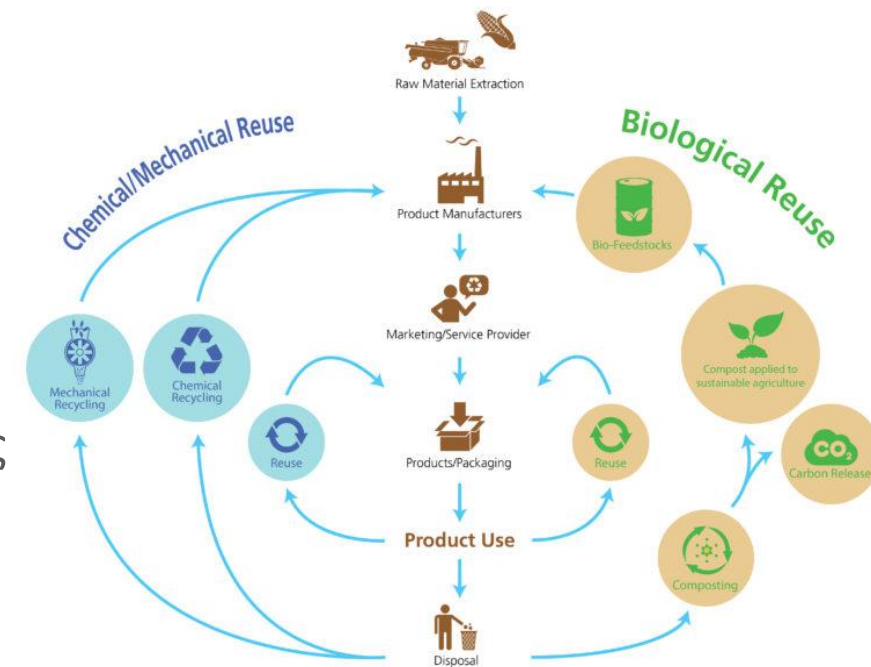 Raw Material Extraction
Chemical/Mechanical Reuse
Biological Reuse
Product Manufacturers
Bio-Feedstocks
Marketing/Service Provider
Mechanical
Recycling
Chemical
Recycling
Compost applied to
sustainable agriculture
Reuse
Products/Packaging
Reuse
CO2
Carbon Release
Product Use
Composting
Disposal